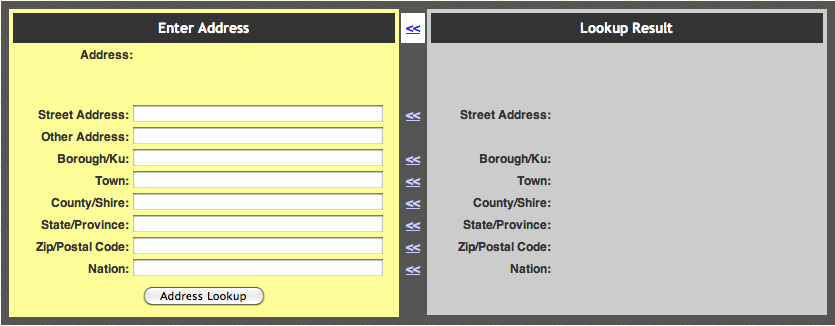 Enter Address << Lookup Result
Address:
Street Address: << Street Address:
Other Address:
Borough/Ku: << Borough/Ku:
Town: << Town:
County/Shire: << County/Shire:
State/Province: << State/Province:
Zip/Postal Code: << Zip/Postal Code:
Nation: << Nation:
Address Lookup